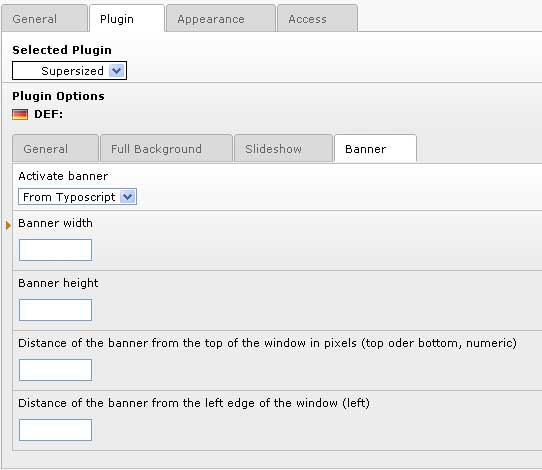 General Plugin Appearance Access
Selected Plugin
Supersized
Plugin Options
DEF:
General Full Background Slideshow Banner
Activate banner
From Typoscript
Banner width
Banner height
Distance of the banner from the top of the window in pixels (top oder bottom, numeric)
Distance of the banner from the left edge of the window (left)